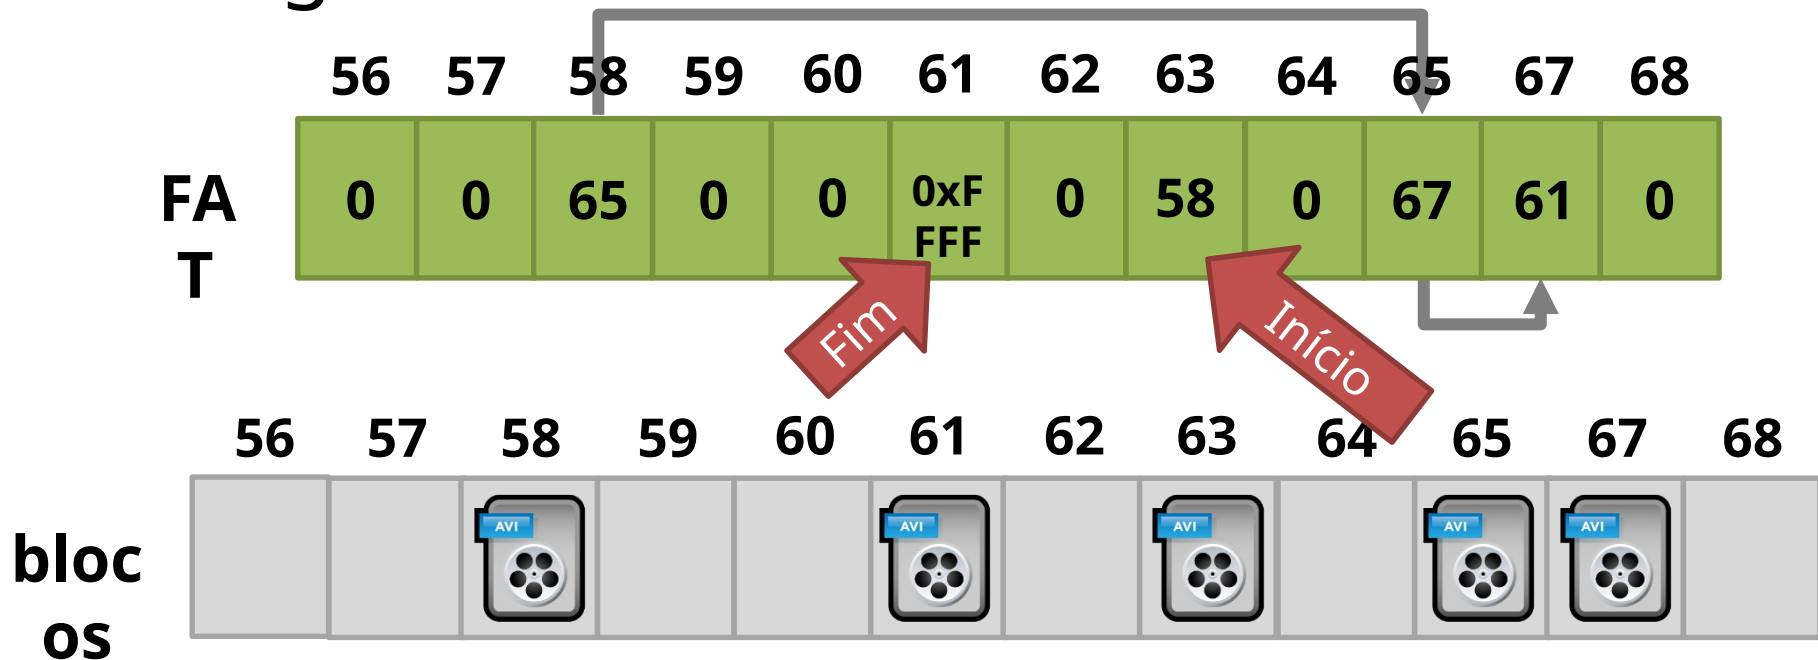 g
56 57 58 59 60 61 62 63 64 65 67 68
FA
T
0 0 65 0 0 0xF 0 58 0 67 61 0
FFF
Fim
Início
56 57 58 59 60 61 62 63 64 65 67 68
AVI AVI AVI AVI AVI
bloc
os